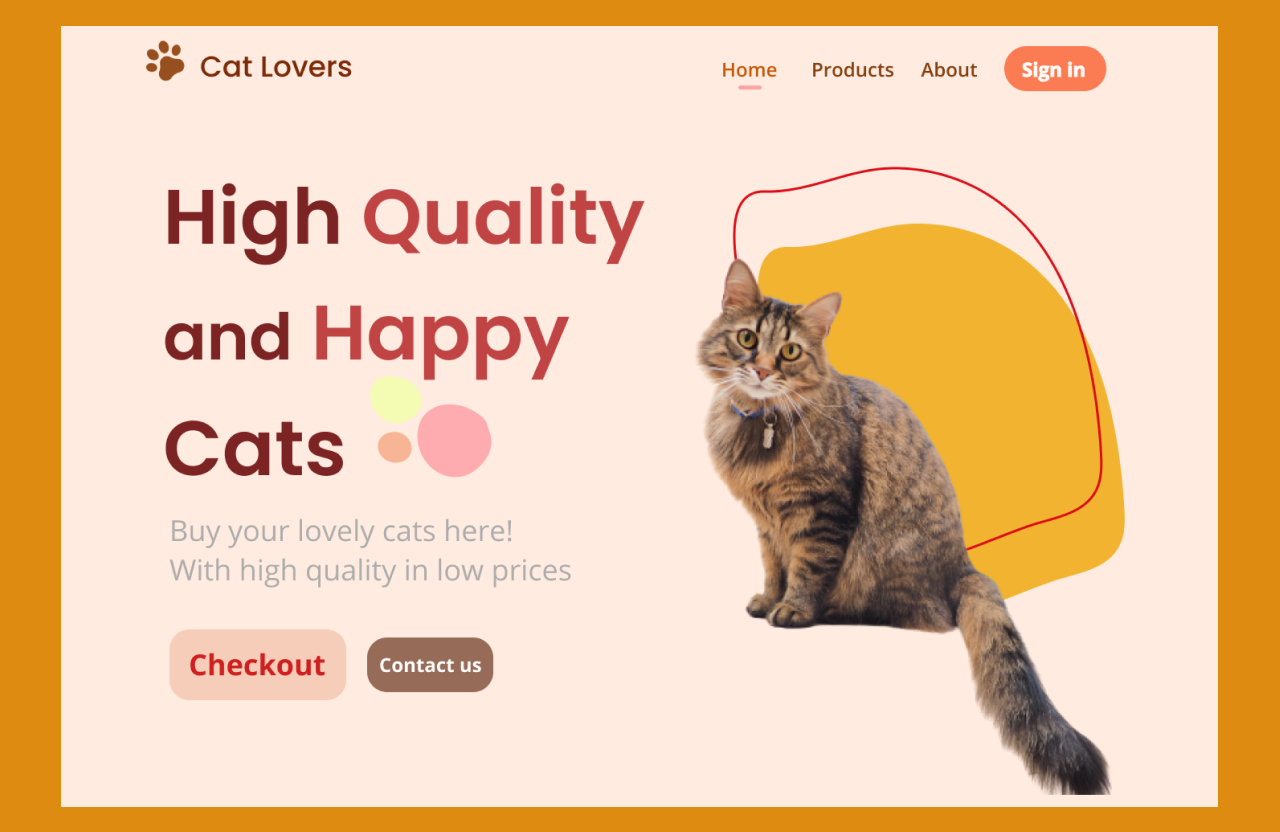 Cat Lovers
Home Products About Sign in
High Quality
and Happy
Cats
Buy your lovely cats here!
With high quality in low prices
Checkout Contact us